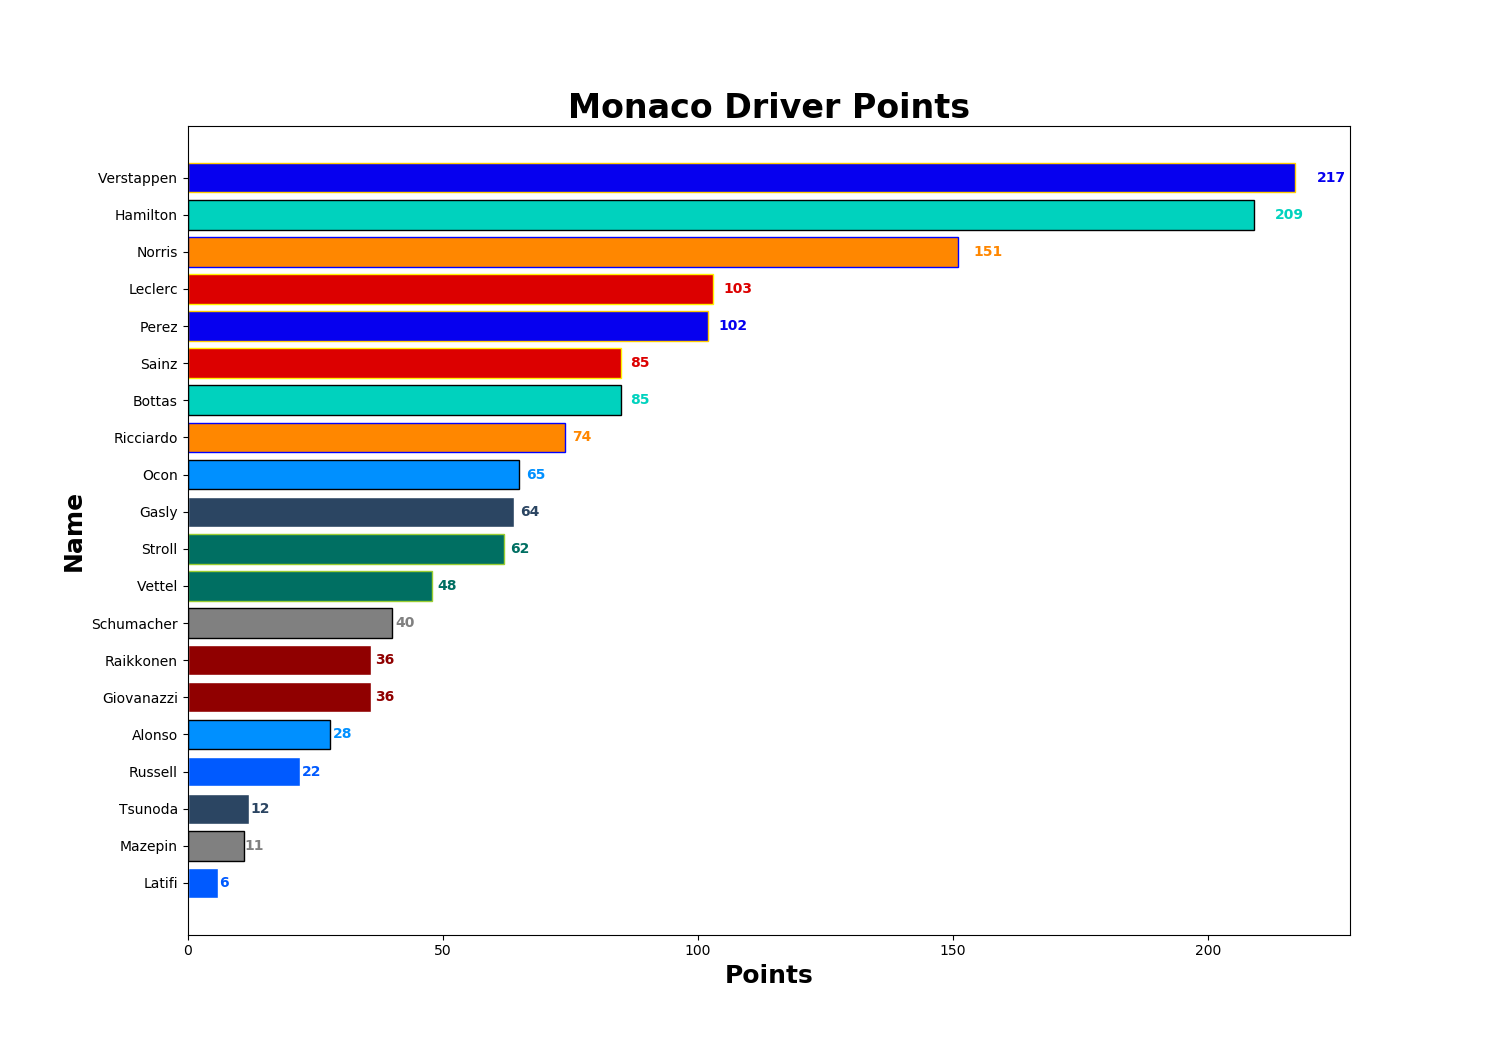 Monaco Driver Points
Verstappen 217
Hamilton 209
Norris 151
Leclerc 103
Perez 102
Sainz 85
Bottas 85
Ricciardo 74
Ocon 65
Gasly 64
Stroll 62
Vettel 48
Schumacher 40
Raikkonen 36
Giovanazzi 36
Alonso 28
Russell 22
Tsunoda 12
Mazepin 11
Latifi 6
Name
0 50 100 150 200
Points